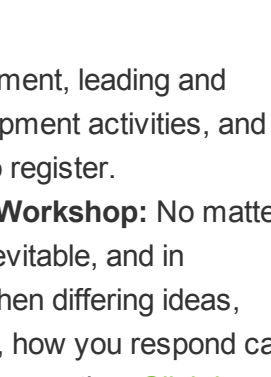 ment, leading and
pment activities, and
o register.
Workshop: No matte
evitable, and in
hen differing ideas,
, how you respond ca